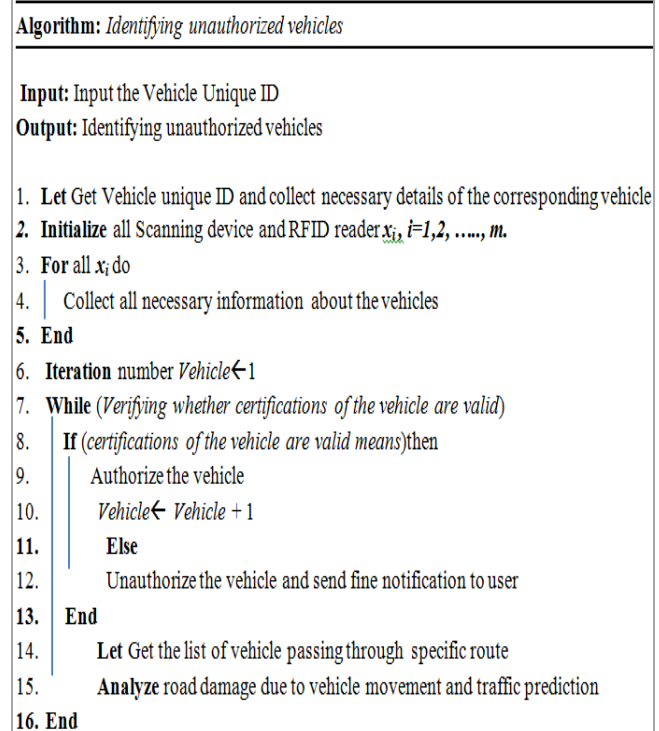 Algorithm: Identifying unauthorized vehicles
Input: Input the Vehicle Unique ID
Output: Identifying unauthorized vehicles
1. Let Get Vehicle unique ID and collect necessary details of the corresponding vehicle
2. Initialize all Scanning device and RFID reader xi, i=1,2, ....., m.
3. For all xi do
4. Collect all necessary information about the vehicles
5. End
6. Iteration number Vehicle←1
7. While (Verifying whether certifications of the vehicle are valid)
8. If (certifications of the vehicle are valid means)then
9. Authorize the vehicle
10. Vehicle← Vehicle + 1
11. Else
12. Unauthorize the vehicle and send fine notification to user
13. End
14. Let Get the list of vehicle passing through specific route
15. Analyze road damage due to vehicle movement and traffic prediction
16. End